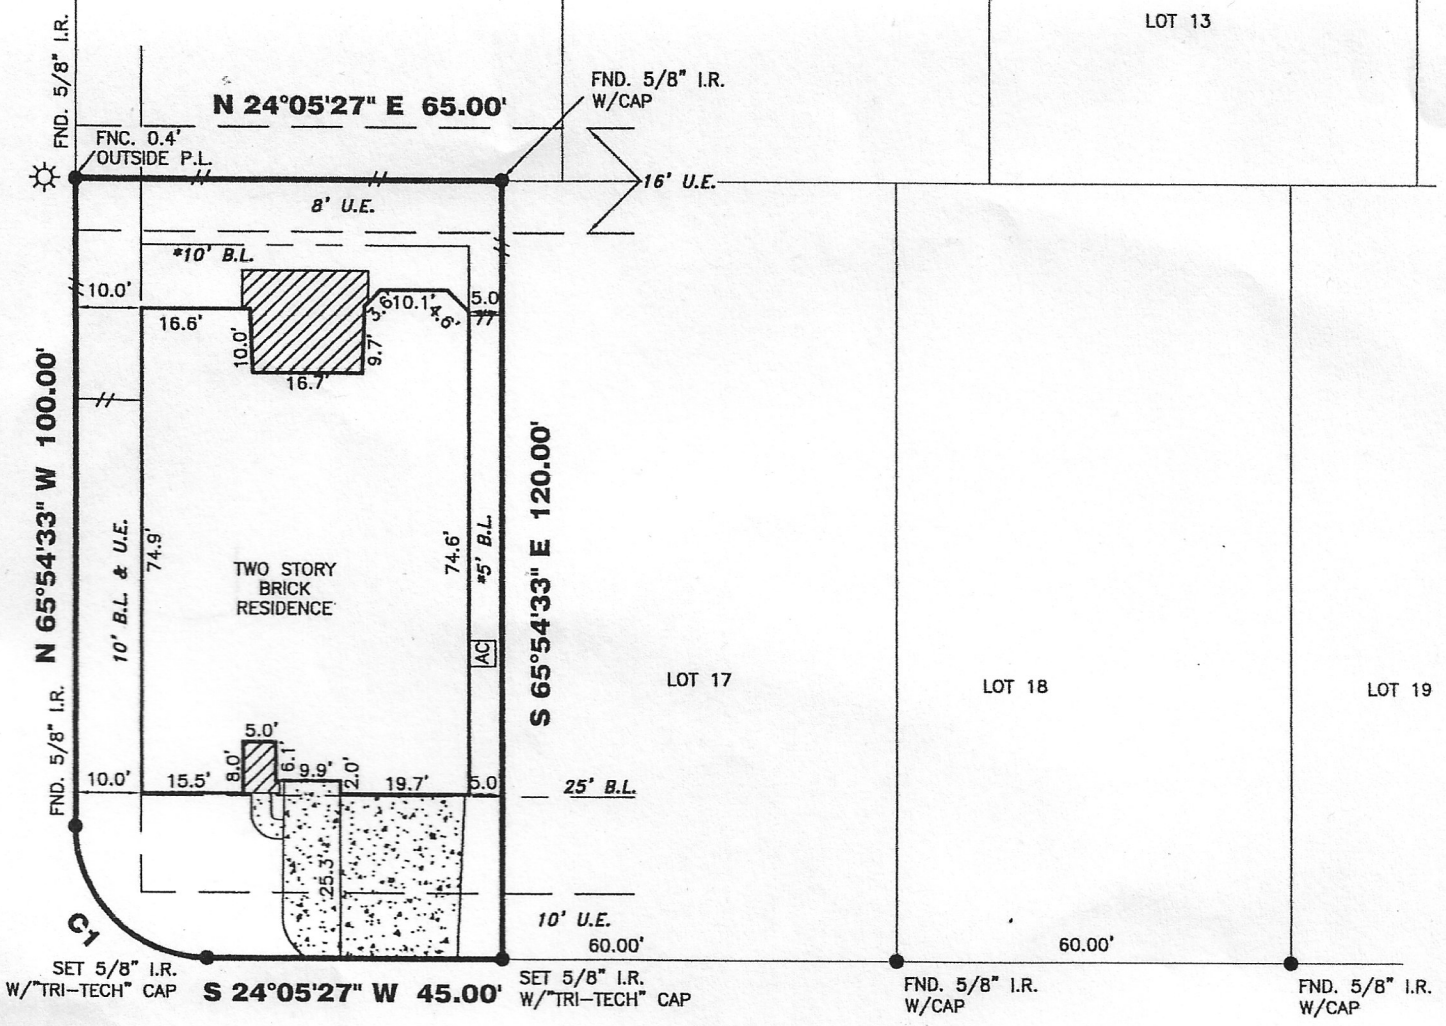 LOT 13
FND. 5/8" I.R.
N 24°05'27" E 65.00'
FND. 5/8" I.R.
W/CAP
FNC. 0.4'
OUTSIDE P.L.
16' U.E.
8' U.E.
*10' B.L.
10.0'
16.6'
10.0'
16.7'
9.7'
3.6'
10.1'
4.6'
5.0
N 65°54'33" W 100.00'
10' B.L. & U.E.
74.9'
TWO STORY
BRICK
RESIDENCE
74.6'
*5' B.L.
AC
S 65°54'33" E 120.00'
LOT 17
LOT 18
LOT 19
FND. 5/8" I.R.
10.0'
15.5'
8.0'
5.0'
6.1'
9.9'
2.0'
19.7'
5.0
25' B.L.
25.3'
10' U.E.
C1
60.00'
60.00'
SET 5/8" I.R.
W/"TRI-TECH" CAP
S 24°05'27" W 45.00'
SET 5/8" I.R.
W/"TRI-TECH" CAP
FND. 5/8" I.R.
W/CAP
FND. 5/8" I.R.
W/CAP